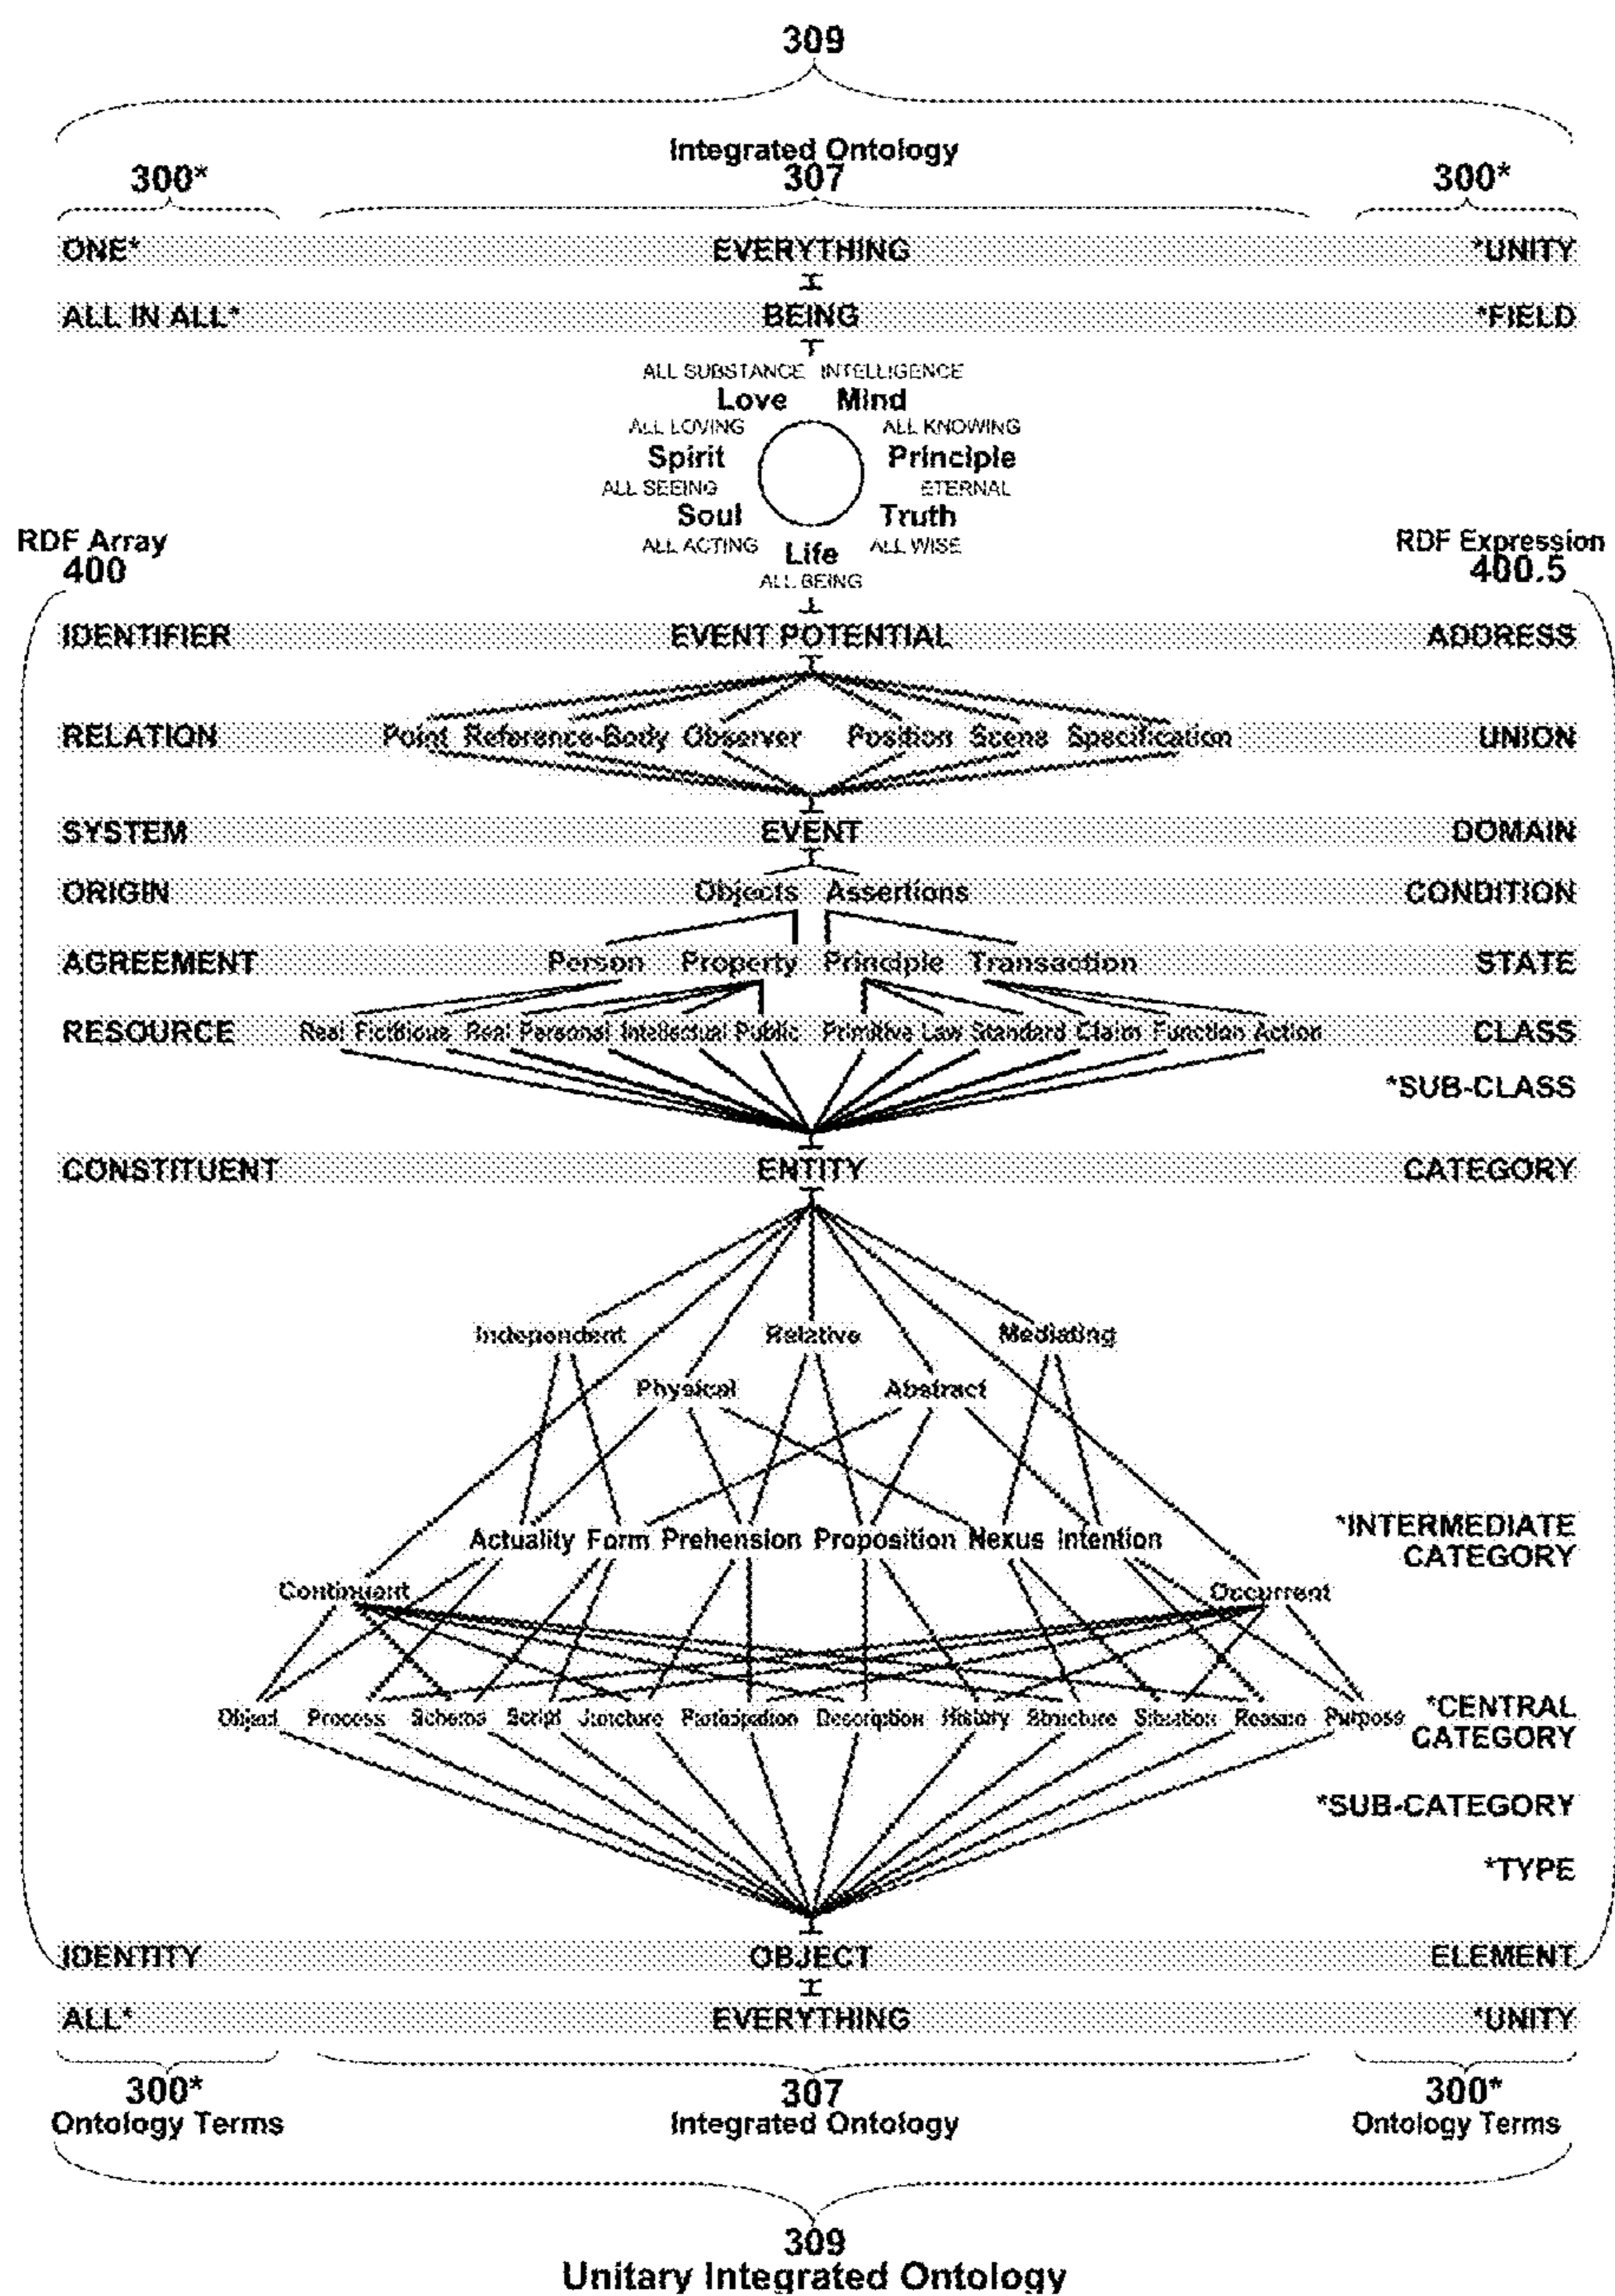 309
Integrated Ontology
300* 307 300*
ONE* EVERYTHING *UNITY
ALL IN ALL* BEING *FIELD
ALL SUBSTANCE INTELLIGENCE
Love Mind
ALL LOVING ALL KNOWING
Spirit Principle
ALL SEEING ETERNAL
Soul Truth
ALL ACTING Life ALL WISE
ALL BEING
RDF Array RDF Expression
400 400.5
IDENTIFIER EVENT POTENTIAL ADDRESS
RELATION Point Reference-Body Observer Position Scene Specification UNION
SYSTEM EVENT DOMAIN
ORIGIN Objects Assertions CONDITION
AGREEMENT Person Property Principle Transaction STATE
RESOURCE Real Fictitious Real Personal Intellectual Public Primitive Law Standard Claim Function Action CLASS
*SUB-CLASS
CONSTITUENT ENTITY CATEGORY
Independent Relative Mediating
Physical Abstract
Actuality Form Prehension Proposition Nexus Intention
*INTERMEDIATE
CATEGORY
Continuant Occurrent
Object Process Schema Script Juncture Participation Description History Structure Situation Reason Purpose
*CENTRAL
CATEGORY
*SUB-CATEGORY
*TYPE
IDENTITY OBJECT ELEMENT
ALL* EVERYTHING *UNITY
300* 307 300*
Ontology Terms Integrated Ontology Ontology Terms
309
Unitary Integrated Ontology